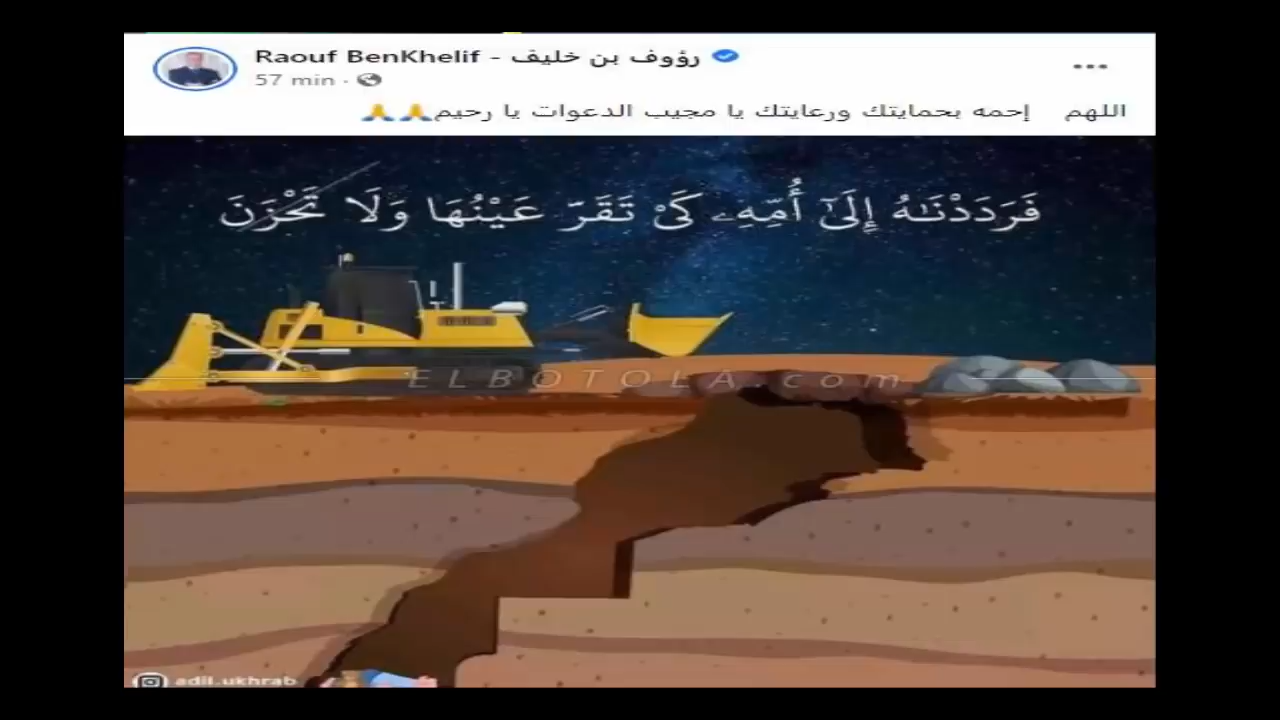 Raouf BenKhelif - رؤوف بن خليف
57 min ·
اللهم إحمه بحمايتك ورعايتك يا مجيب الدعوات يا رحيم🙏🙏
فَرَدَدْنَـٰهُ إِلَىٰٓ أُمِّهِۦ كَىْ تَقَرَّ عَيْنُهَا وَلَا تَحْزَنَ
ELBOTOLA.com
adil.ukhrab